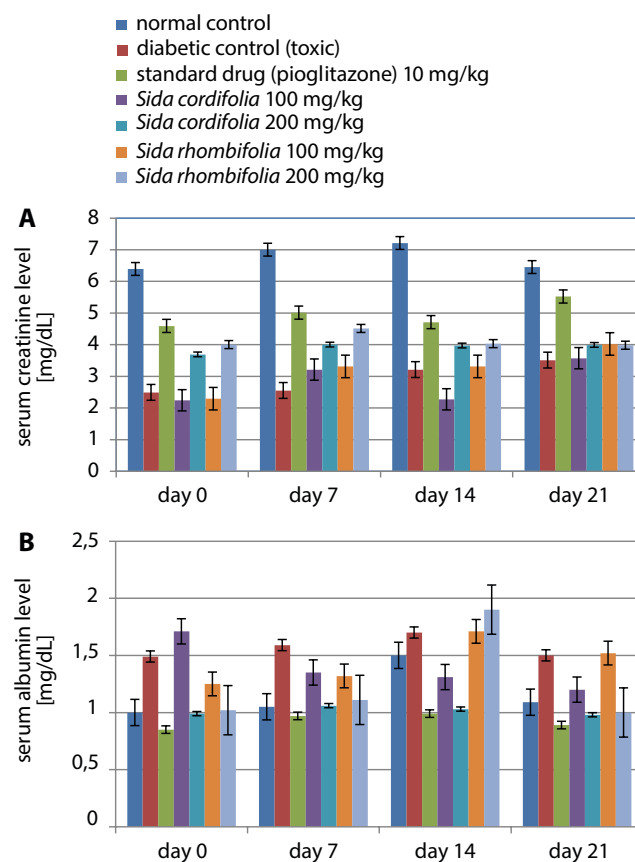 normal control
diabetic control (toxic)
standard drug (pioglitazone) 10 mg/kg
Sida cordifolia 100 mg/kg
Sida cordifolia 200 mg/kg
Sida rhombifolia 100 mg/kg
Sida rhombifolia 200 mg/kg
A
serum creatinine level
[mg/dL]
8
7
6
5
4
3
2
1
0
day 0 day 7 day 14 day 21
B
serum albumin level
[mg/dL]
2,5
2
1,5
1
0,5
0
day 0 day 7 day 14 day 21